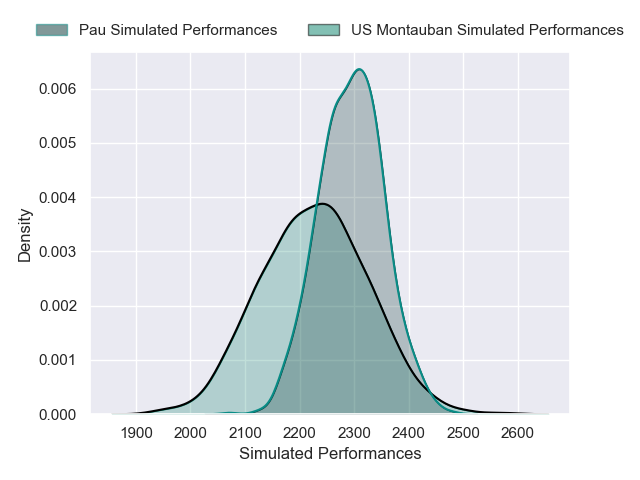 Pau Simulated Performances US Montauban Simulated Performances
0.006
0.005
0.004
0.003
0.002
0.001
0.000
Density
1900 2000 2100 2200 2300 2400 2500 2600
Simulated Performances